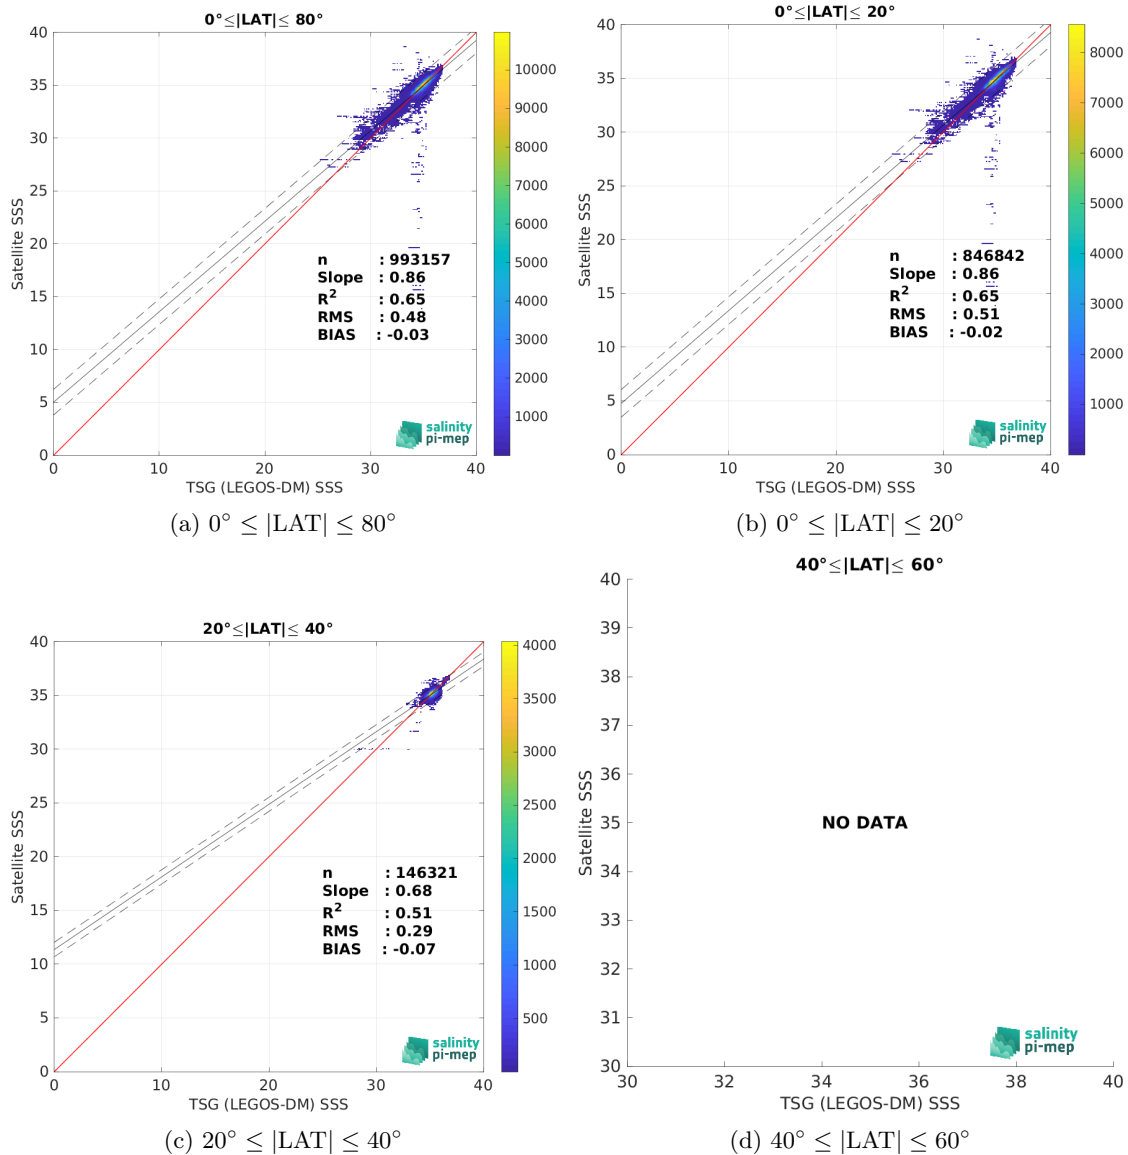 0°≤|LAT|≤ 80°
40
35
30
25
20
15
10
5
0
Satellite SSS
0
10
20
30
40
TSG (LEGOS-DM) SSS
10000
9000
8000
7000
6000
5000
4000
3000
2000
1000
n : 993157
Slope : 0.86
R² : 0.65
RMS : 0.48
BIAS : -0.03
salinity
pi-mep
(a) 0° ≤ |LAT| ≤ 80°
0°≤|LAT|≤ 20°
40
35
30
25
20
15
10
5
0
Satellite SSS
0
10
20
30
40
TSG (LEGOS-DM) SSS
8000
7000
6000
5000
4000
3000
2000
1000
n : 846842
Slope : 0.86
R² : 0.65
RMS : 0.51
BIAS : -0.02
salinity
pi-mep
(b) 0° ≤ |LAT| ≤ 20°
20°≤|LAT|≤ 40°
40
35
30
25
20
15
10
5
0
Satellite SSS
0
10
20
30
40
TSG (LEGOS-DM) SSS
4000
3500
3000
2500
2000
1500
1000
500
n : 146321
Slope : 0.68
R² : 0.51
RMS : 0.29
BIAS : -0.07
salinity
pi-mep
(c) 20° ≤ |LAT| ≤ 40°
40°≤|LAT|≤ 60°
40
39
38
37
36
35
34
33
32
31
30
Satellite SSS
NO DATA
30
32
34
36
38
40
TSG (LEGOS-DM) SSS
salinity
pi-mep
(d) 40° ≤ |LAT| ≤ 60°